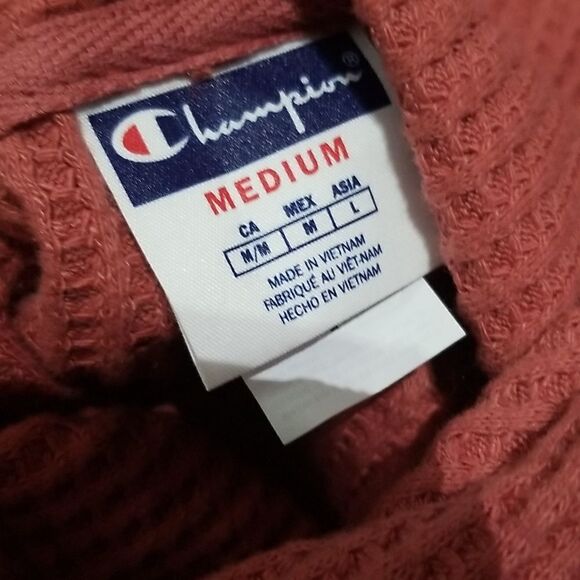 Champion®
MEDIUM
CA MEX ASIA
M/M M L
MADE IN VIETNAM
FABRIQUÉ AU VIÊT-NAM
HECHO EN VIETNAM